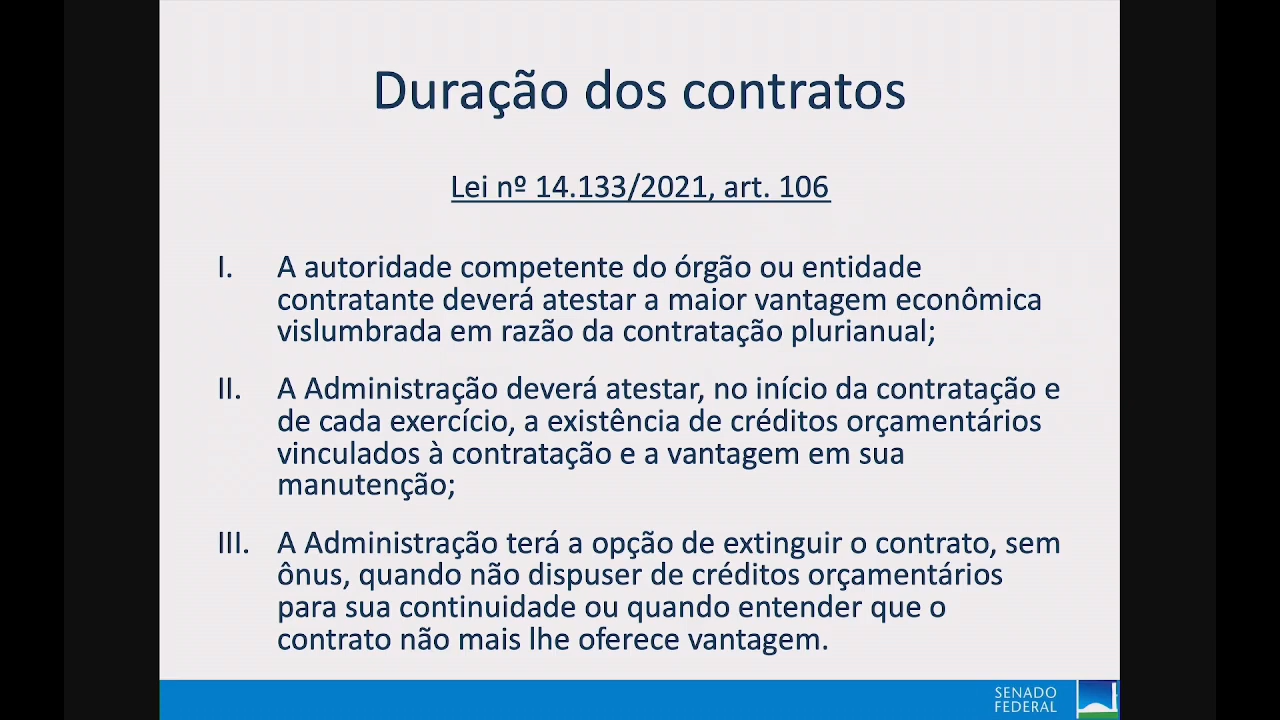 Duração dos contratos
Lei nº 14.133/2021, art. 106
I. A autoridade competente do órgão ou entidade
contratante deverá atestar a maior vantagem econômica
vislumbrada em razão da contratação plurianual;
II. A Administração deverá atestar, no início da contratação e
de cada exercício, a existência de créditos orçamentários
vinculados à contratação e a vantagem em sua
manutenção;
III. A Administração terá a opção de extinguir o contrato, sem
ônus, quando não dispuser de créditos orçamentários
para sua continuidade ou quando entender que o
contrato não mais lhe oferece vantagem.
SENADO
FEDERAL